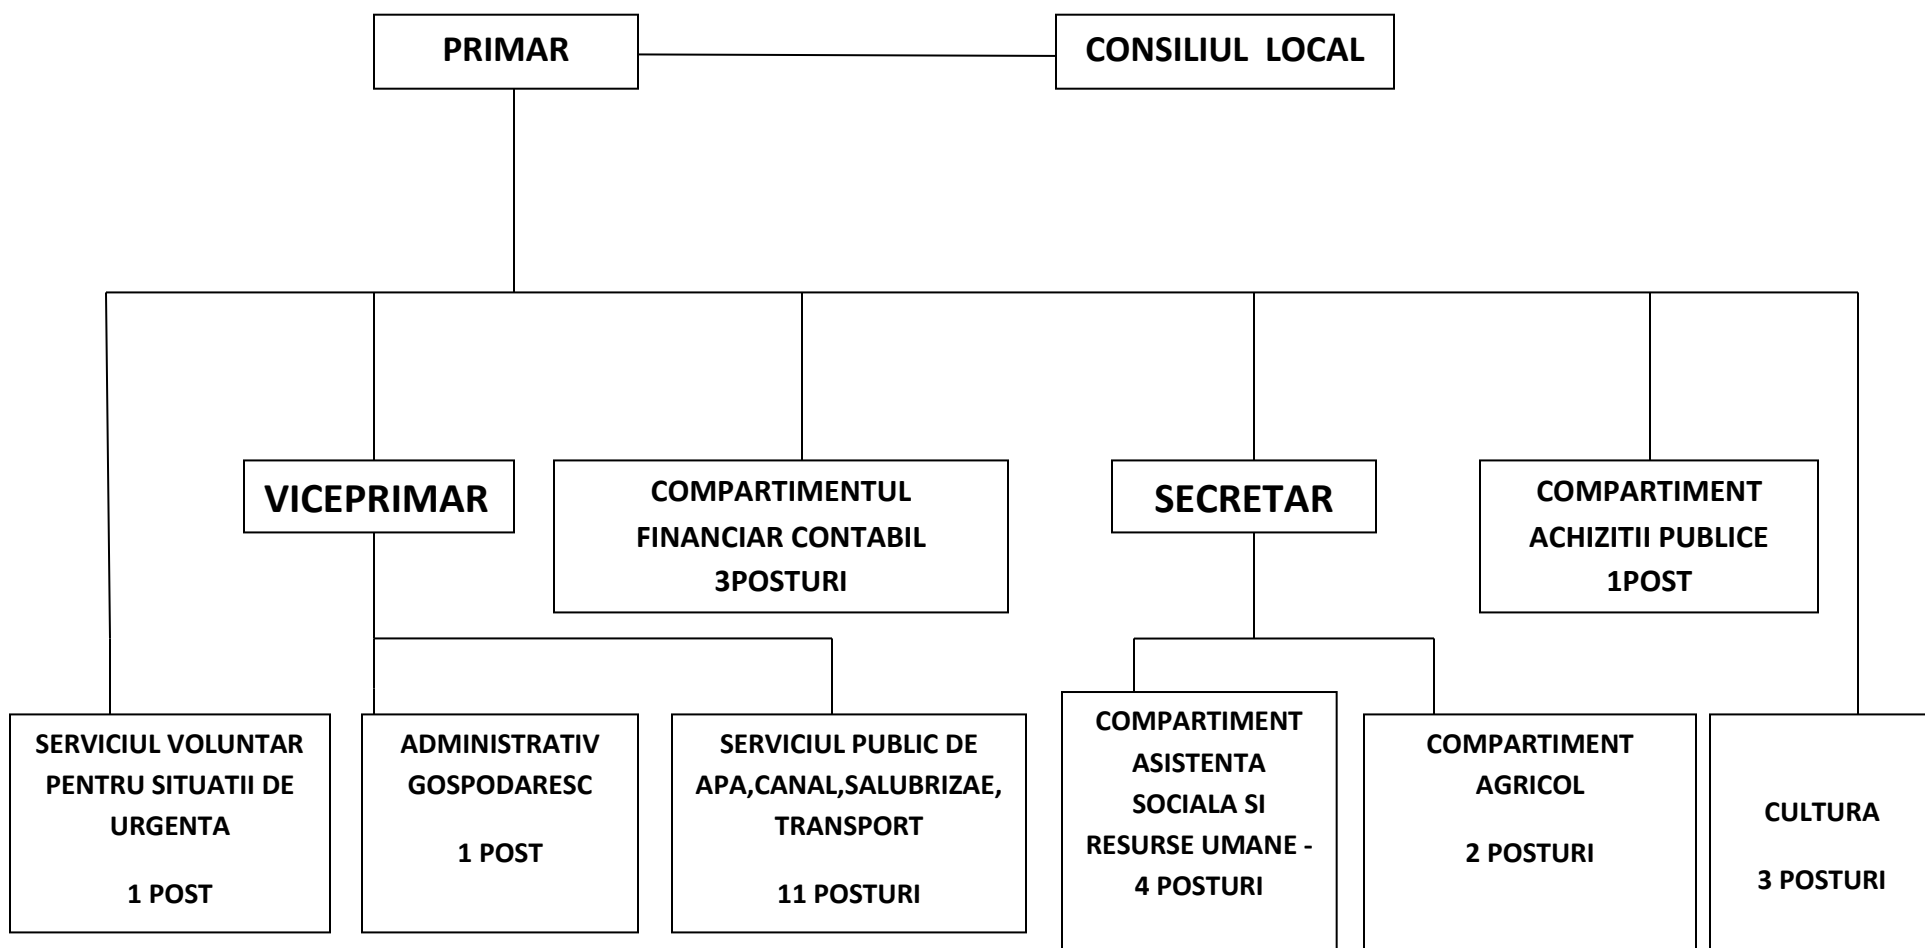 PRIMAR
CONSILIUL LOCAL
VICEPRIMAR
COMPARTIMENTUL
FINANCIAR CONTABIL
3POSTURI
SECRETAR
COMPARTIMENT
ACHIZITII PUBLICE
1POST
SERVICIUL VOLUNTAR
PENTRU SITUATII DE
URGENTA
1 POST
ADMINISTRATIV
GOSPODARESC
1 POST
SERVICIUL PUBLIC DE
APA,CANAL,SALUBRIZAE,
TRANSPORT
11 POSTURI
COMPARTIMENT
ASISTENTA
SOCIALA SI
RESURSE UMANE -
4 POSTURI
COMPARTIMENT
AGRICOL
2 POSTURI
CULTURA
3 POSTURI